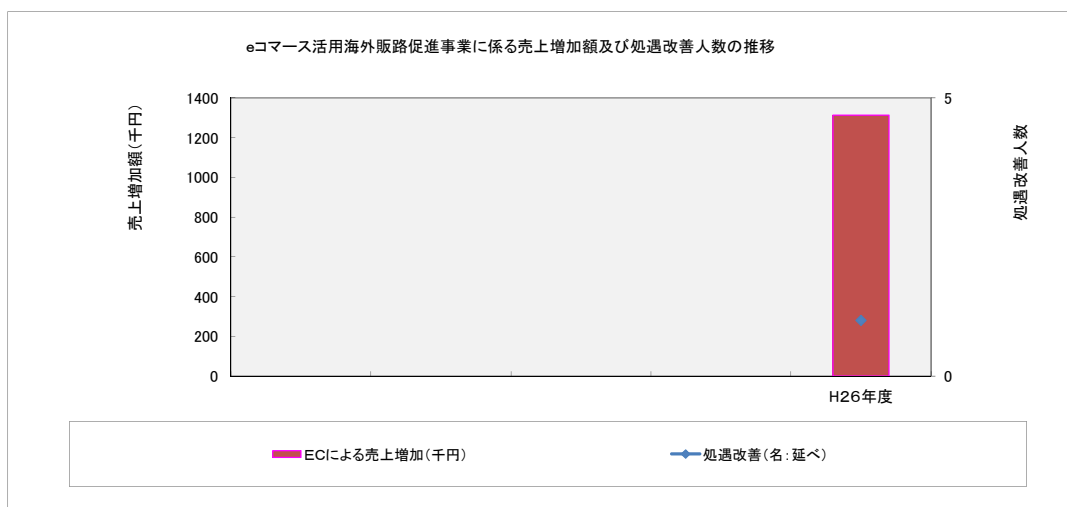 eコマース活用海外販路促進事業に係る売上増加額及び処遇改善人数の推移
売上増加額(千円)
1400
1200
1000
800
600
400
200
0
5
0
処遇改善人数
H26年度
ECによる売上増加(千円)
処遇改善(名:延べ)